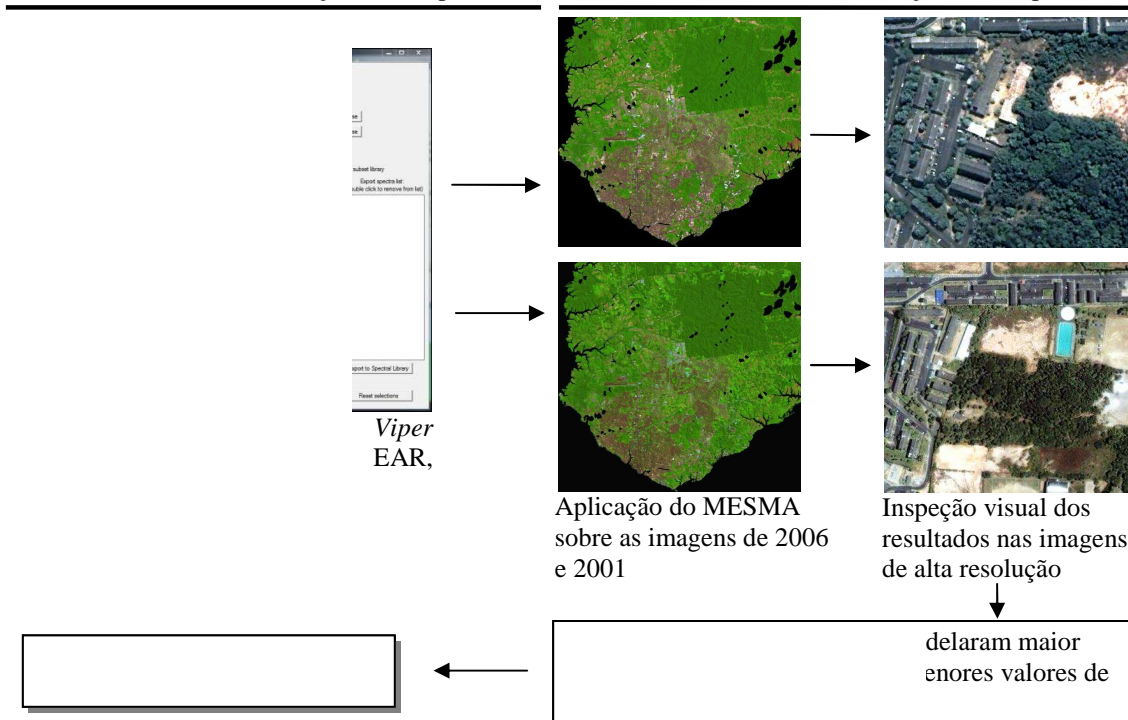 subset library
Export spectra list:
click to remove from list)
Export to Spectral Library
Reset selections
Viper
EAR,
Aplicação do MESMA
sobre as imagens de 2006
e 2001
Inspeção visual dos
resultados nas imagens
de alta resolução
delaram maior
enores valores de